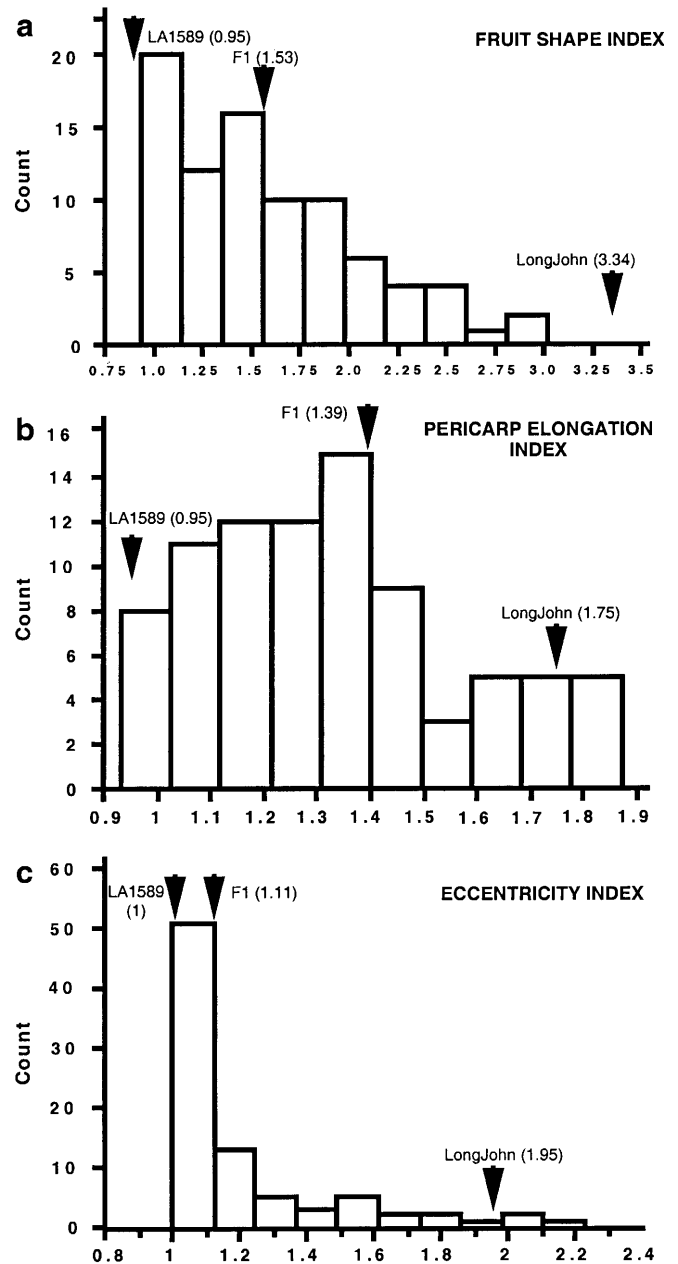 a
FRUIT SHAPE INDEX
LA1589 (0.95)
F1 (1.53)
LongJohn (3.34)
Count
20
15
10
5
0
0.75 1.0 1.25 1.5 1.75 2.0 2.25 2.5 2.75 3.0 3.25 3.5
b
PERICARP ELONGATION
INDEX
F1 (1.39)
LA1589 (0.95)
LongJohn (1.75)
Count
16
14
12
10
8
6
4
2
0
0.9 1 1.1 1.2 1.3 1.4 1.5 1.6 1.7 1.8 1.9
c
ECCENTRICITY INDEX
LA1589
(1)
F1 (1.11)
LongJohn (1.95)
Count
60
50
40
30
20
10
0
0.8 1 1.2 1.4 1.6 1.8 2 2.2 2.4